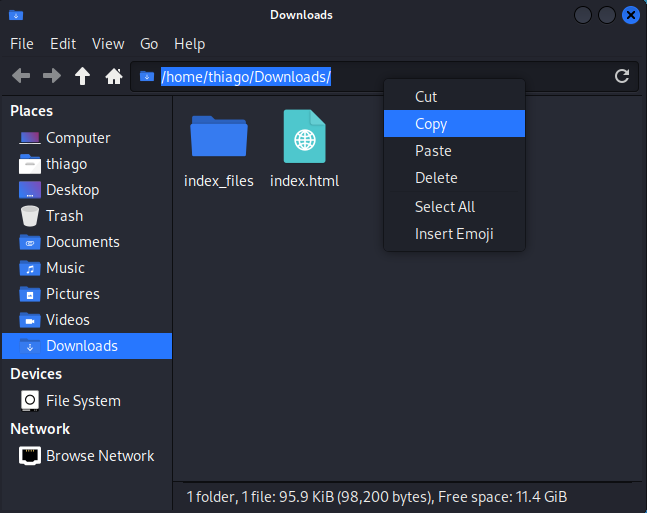 Downloads
File Edit View Go Help
/home/thiago/Downloads/
Places
Computer
thiago
Desktop
Trash
Documents
Music
Pictures
Videos
Downloads
Devices
File System
Network
Browse Network
index_files index.html
Cut
Copy
Paste
Delete
Select All
Insert Emoji
1 folder, 1 file: 95.9 KiB (98,200 bytes), Free space: 11.4 GiB